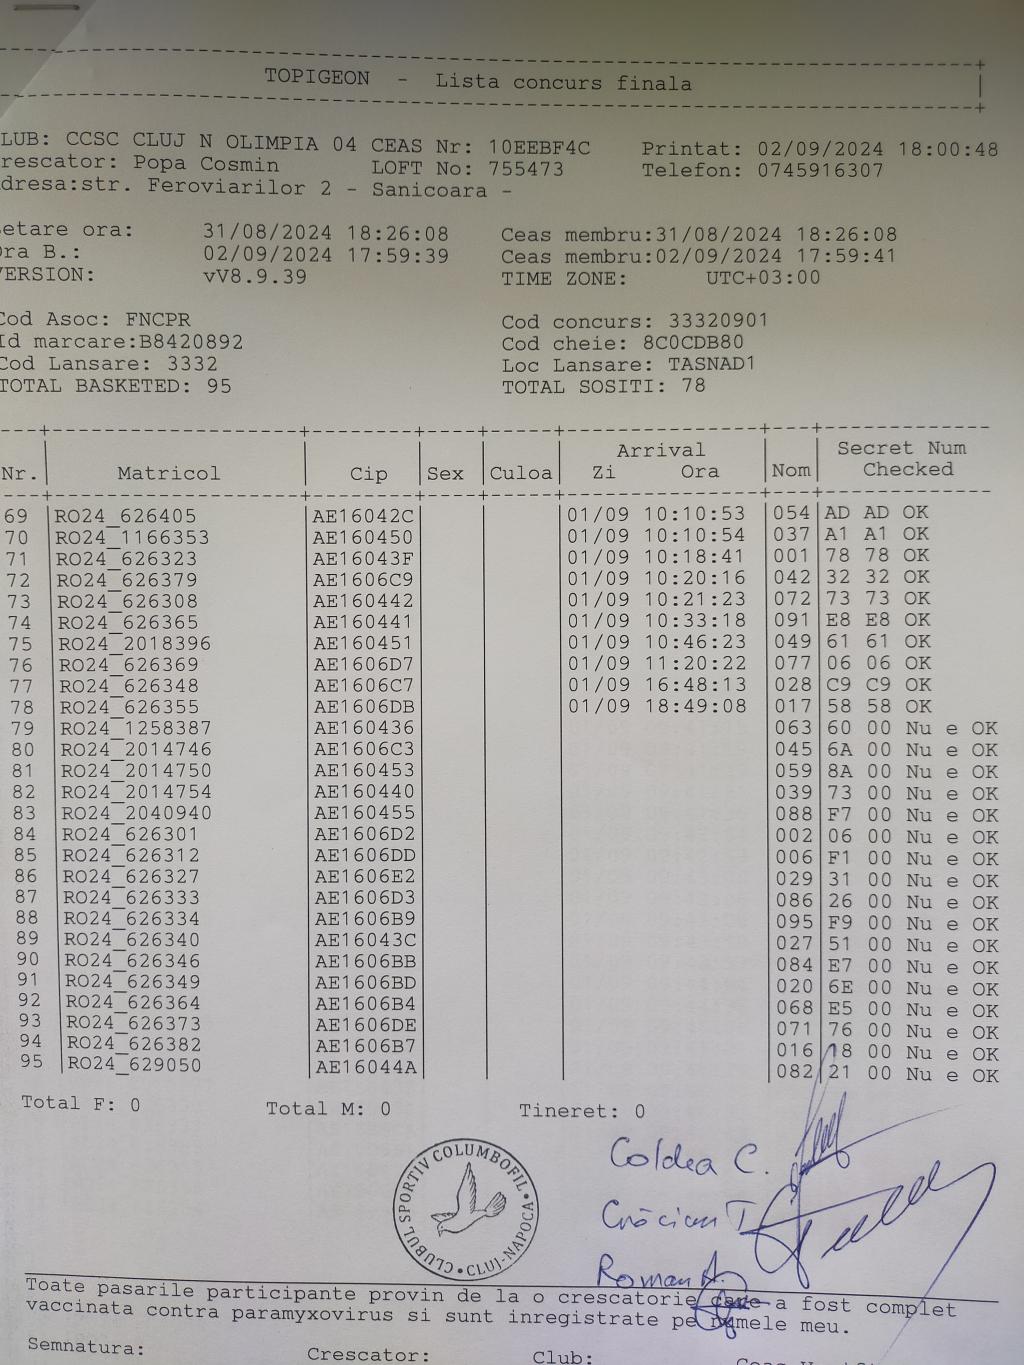 TOPIGEON - Lista concurs finala
LUB: CCSC CLUJ N OLIMPIA 04 CEAS Nr: 10EEBF4C Printat: 02/09/2024 18:00:48
rescator: Popa Cosmin LOFT No: 755473 Telefon: 0745916307
dresa:str. Feroviarilor 2 - Sanicoara -
etare ora: 31/08/2024 18:26:08 Ceas membru:31/08/2024 18:26:08
Ora B.: 02/09/2024 17:59:39 Ceas membru:02/09/2024 17:59:41
VERSION: vV8.9.39 TIME ZONE: UTC+03:00
Cod Asoc: FNCPR Cod concurs: 33320901
Id marcare:B8420892 Cod cheie: 8C0CDB80
Cod Lansare: 3332 Loc Lansare: TASNAD1
TOTAL BASKETED: 95 TOTAL SOSITI: 78
Arrival Secret Num
Nr. Matricol Cip Sex Culoa Zi Ora Nom Checked
69 RO24_626405 AE16042C 01/09 10:10:53 054 AD AD OK
70 RO24_1166353 AE160450 01/09 10:10:54 037 A1 A1 OK
71 RO24_626323 AE16043F 01/09 10:18:41 001 78 78 OK
72 RO24_626379 AE1606C9 01/09 10:20:16 042 32 32 OK
73 RO24_626308 AE160442 01/09 10:21:23 072 73 73 OK
74 RO24_626365 AE160441 01/09 10:33:18 091 E8 E8 OK
75 RO24_2018396 AE160451 01/09 10:46:23 049 61 61 OK
76 RO24_626369 AE1606D7 01/09 11:20:22 077 06 06 OK
77 RO24_626348 AE1606C7 01/09 16:48:13 028 C9 C9 OK
78 RO24_626355 AE1606DB 01/09 18:49:08 017 58 58 OK
79 RO24_1258387 AE160436 063 60 00 Nu e OK
80 RO24_2014746 AE1606C3 045 6A 00 Nu e OK
81 RO24_2014750 AE160453 059 8A 00 Nu e OK
82 RO24_2014754 AE160440 039 73 00 Nu e OK
83 RO24_2040940 AE160455 088 F7 00 Nu e OK
84 RO24_626301 AE1606D2 002 06 00 Nu e OK
85 RO24_626312 AE1606DD 006 F1 00 Nu e OK
86 RO24_626327 AE1606E2 029 31 00 Nu e OK
87 RO24_626333 AE1606D3 086 26 00 Nu e OK
88 RO24_626334 AE1606B9 095 F9 00 Nu e OK
89 RO24_626340 AE16043C 027 51 00 Nu e OK
90 RO24_626346 AE1606BB 084 E7 00 Nu e OK
91 RO24_626349 AE1606BD 020 6E 00 Nu e OK
92 RO24_626364 AE1606B4 068 E5 00 Nu e OK
93 RO24_626373 AE1606DE 071 76 00 Nu e OK
94 RO24_626382 AE1606B7 016 18 00 Nu e OK
95 RO24_629050 AE16044A 082 21 00 Nu e OK
Total F: 0 Total M: 0 Tineret: 0
CLUBUL SPORTIV COLUMBOFIL • CLUJ-NAPOCA •
Coldea C.
Crăciun T
Roman A.
Toate pasarile participante provin de la o crescatorie care a fost complet
vaccinata contra paramyxovirus si sunt inregistrate pe numele meu.
Semnatura: Crescator: Club: